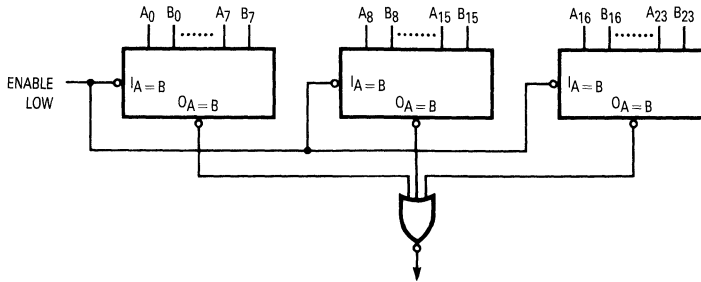 A0 B0 ...... A7 B7 A8 B8 ........ A15 B15 A16 B16 ........ A23 B23
ENABLE
LOW
IA = B IA = B IA = B
OA = B OA = B OA = B